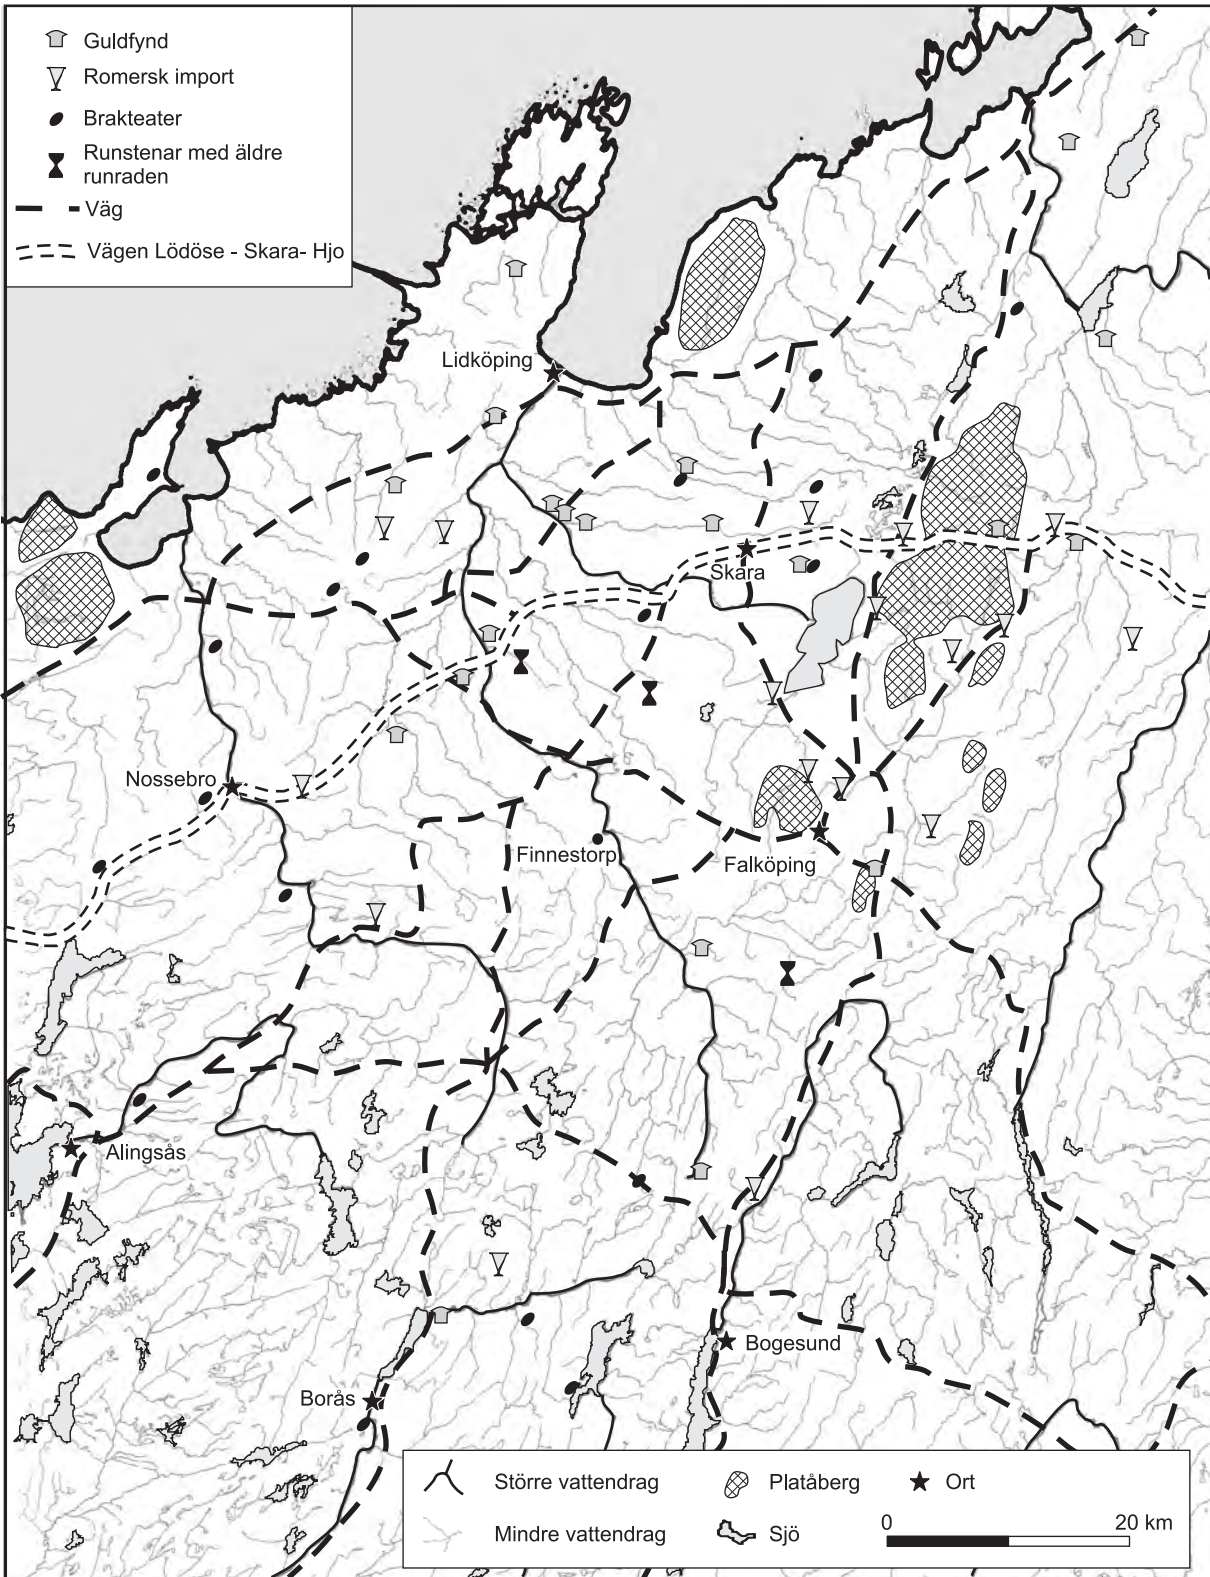 Guldfynd
Romersk import
Brakteater
Runstenar med äldre
runraden
Väg
Vägen Lödöse - Skara- Hjo
Lidköping
Skara
Nossebro
Finnestorp
Falköping
Alingsås
Bogesund
Borås
Större vattendrag
Platåberg
Ort
Mindre vattendrag
Sjö
0
20 km